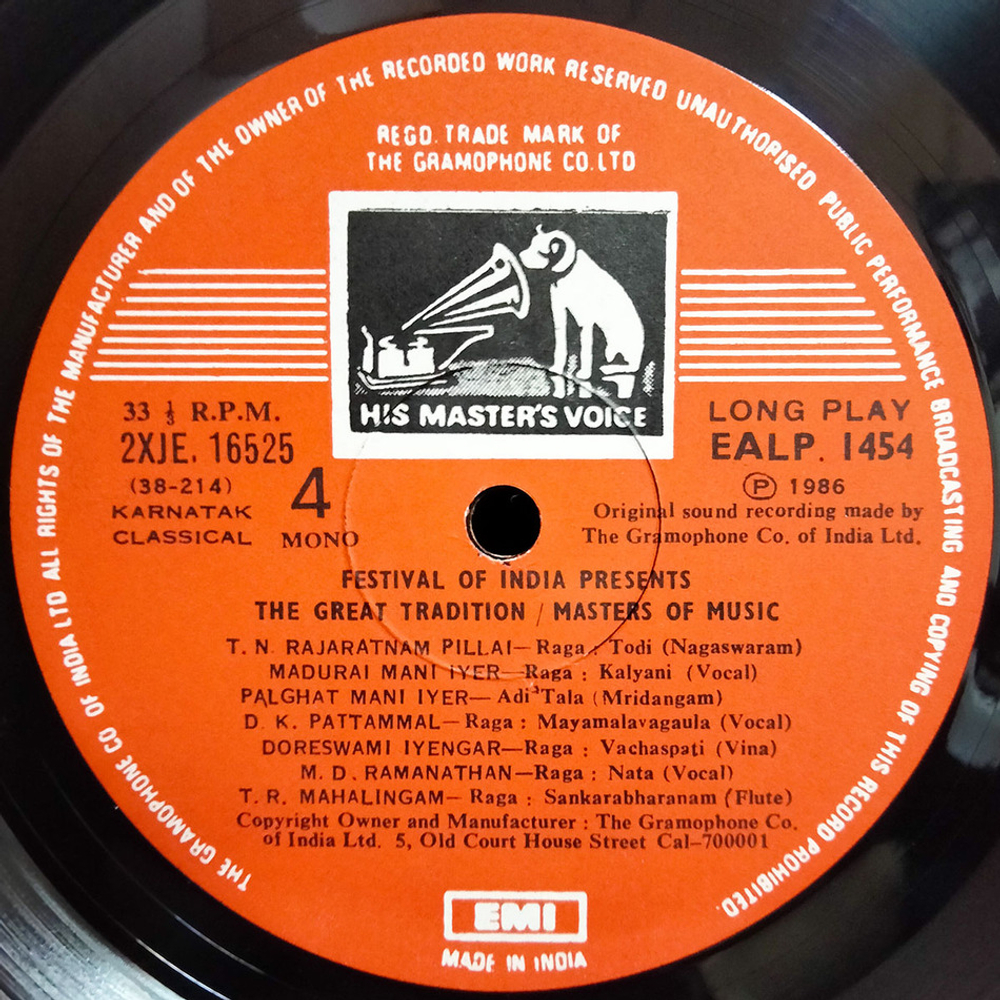 THE GRAMOPHONE CO OF INDIA LTD ALL RIGHTS OF THE MANUFACTURER AND OF THE OWNER OF THE RECORDED WORK RESERVED UNAUTHORISED PUBLIC PERFORMANCE BROADCASTING AND COPYING OF THIS RECORD PROHIBITED.
REGD. TRADE MARK OF
THE GRAMOPHONE CO. LTD
HIS MASTER'S VOICE
33 ⅓ R.P.M.
2XJE. 16525
(38-214)
KARNATAK
CLASSICAL
4
MONO
LONG PLAY
EALP. 1454
Ⓟ 1986
Original sound recording made by
The Gramophone Co. of India Ltd.
FESTIVAL OF INDIA PRESENTS
THE GREAT TRADITION / MASTERS OF MUSIC
T. N. RAJARATNAM PILLAI—Raga : Todi (Nagaswaram)
MADURAI MANI IYER—Raga : Kalyani (Vocal)
PALGHAT MANI IYER—Adi Tala (Mridangam)
D. K. PATTAMMAL—Raga : Mayamalavagaula (Vocal)
DORESWAMI IYENGAR—Raga : Vachaspati (Vina)
M. D. RAMANATHAN—Raga : Nata (Vocal)
T. R. MAHALINGAM—Raga : Sankarabharanam (Flute)
Copyright Owner and Manufacturer : The Gramophone Co.
of India Ltd. 5, Old Court House Street Cal-700001
EMI
MADE IN INDIA